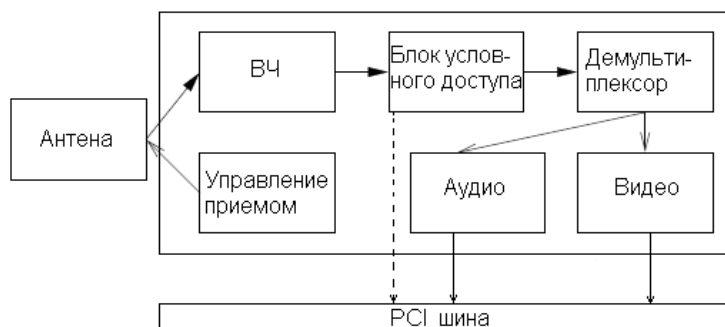 ВЧ
Блок услов-
ного доступа
Демульти-
плексор
Антена
Управление
приемом
Аудио
Видео
PCI шина